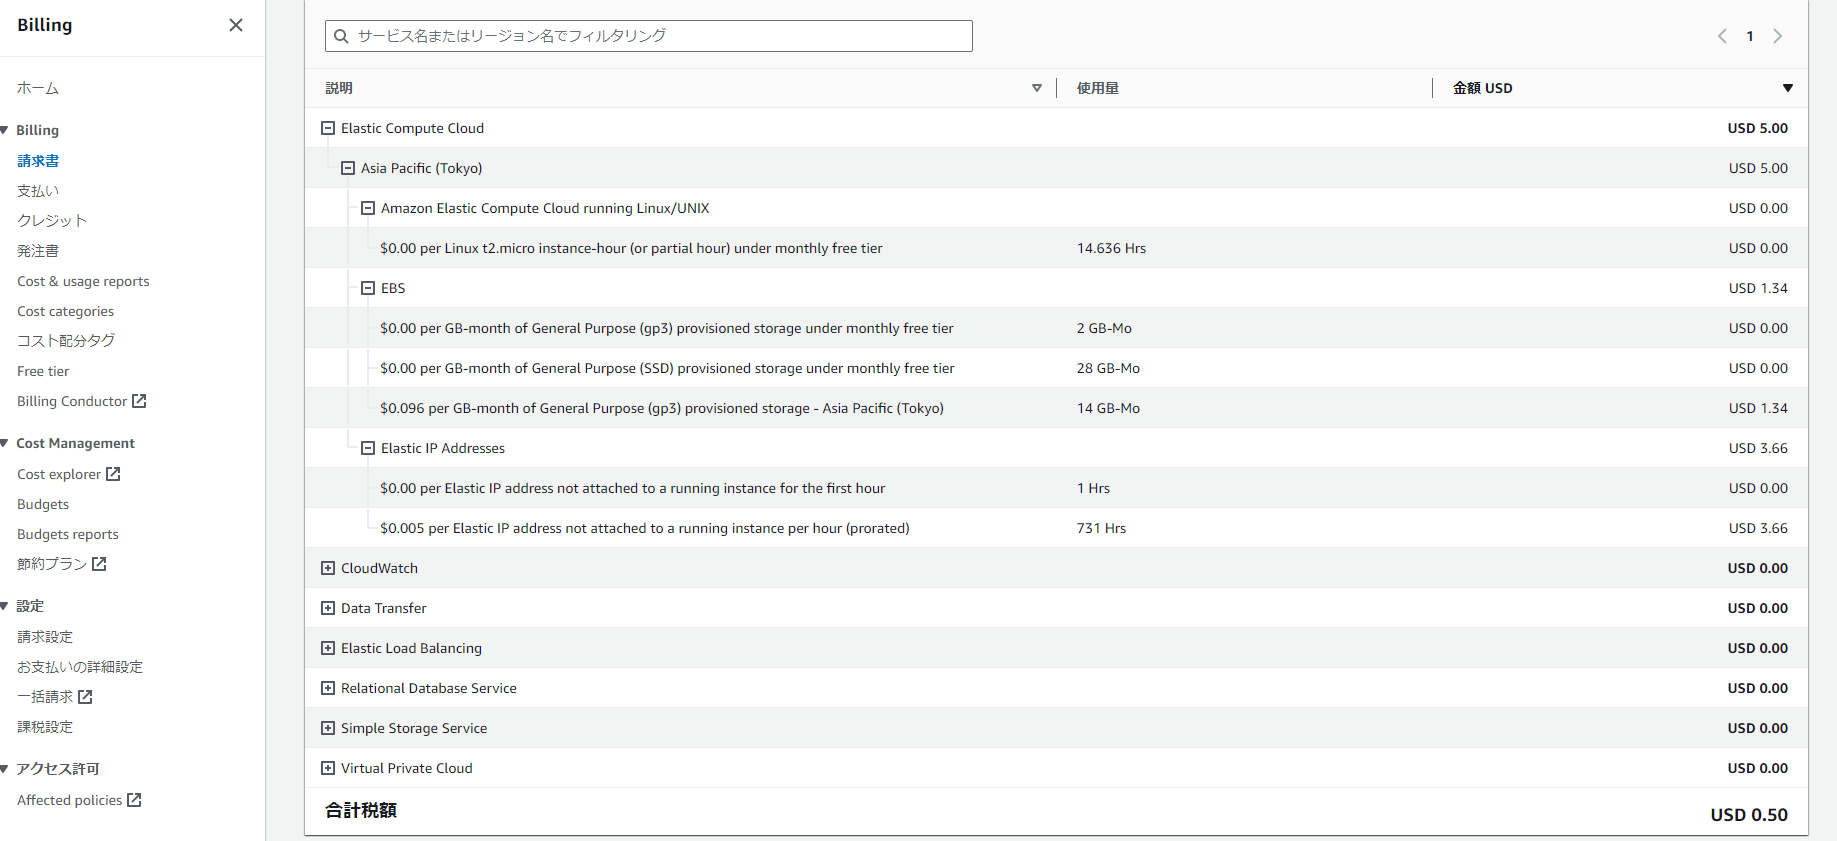 Billing
ホーム
Billing
請求書
支払い
クレジット
発注書
Cost & usage reports
Cost categories
コスト配分タグ
Free tier
Billing Conductor
Cost Management
Cost explorer
Budgets
Budgets reports
節約プラン
設定
請求設定
お支払いの詳細設定
一括請求
課税設定
アクセス許可
Affected policies
サービス名またはリージョン名でフィルタリング
1
説明 使用量 金額 USD
Elastic Compute Cloud USD 5.00
Asia Pacific (Tokyo) USD 5.00
Amazon Elastic Compute Cloud running Linux/UNIX USD 0.00
$0.00 per Linux t2.micro instance-hour (or partial hour) under monthly free tier 14.636 Hrs USD 0.00
EBS USD 1.34
$0.00 per GB-month of General Purpose (gp3) provisioned storage under monthly free tier 2 GB-Mo USD 0.00
$0.00 per GB-month of General Purpose (SSD) provisioned storage under monthly free tier 28 GB-Mo USD 0.00
$0.096 per GB-month of General Purpose (gp3) provisioned storage - Asia Pacific (Tokyo) 14 GB-Mo USD 1.34
Elastic IP Addresses USD 3.66
$0.00 per Elastic IP address not attached to a running instance for the first hour 1 Hrs USD 0.00
$0.005 per Elastic IP address not attached to a running instance per hour (prorated) 731 Hrs USD 3.66
CloudWatch USD 0.00
Data Transfer USD 0.00
Elastic Load Balancing USD 0.00
Relational Database Service USD 0.00
Simple Storage Service USD 0.00
Virtual Private Cloud USD 0.00
合計税額 USD 0.50